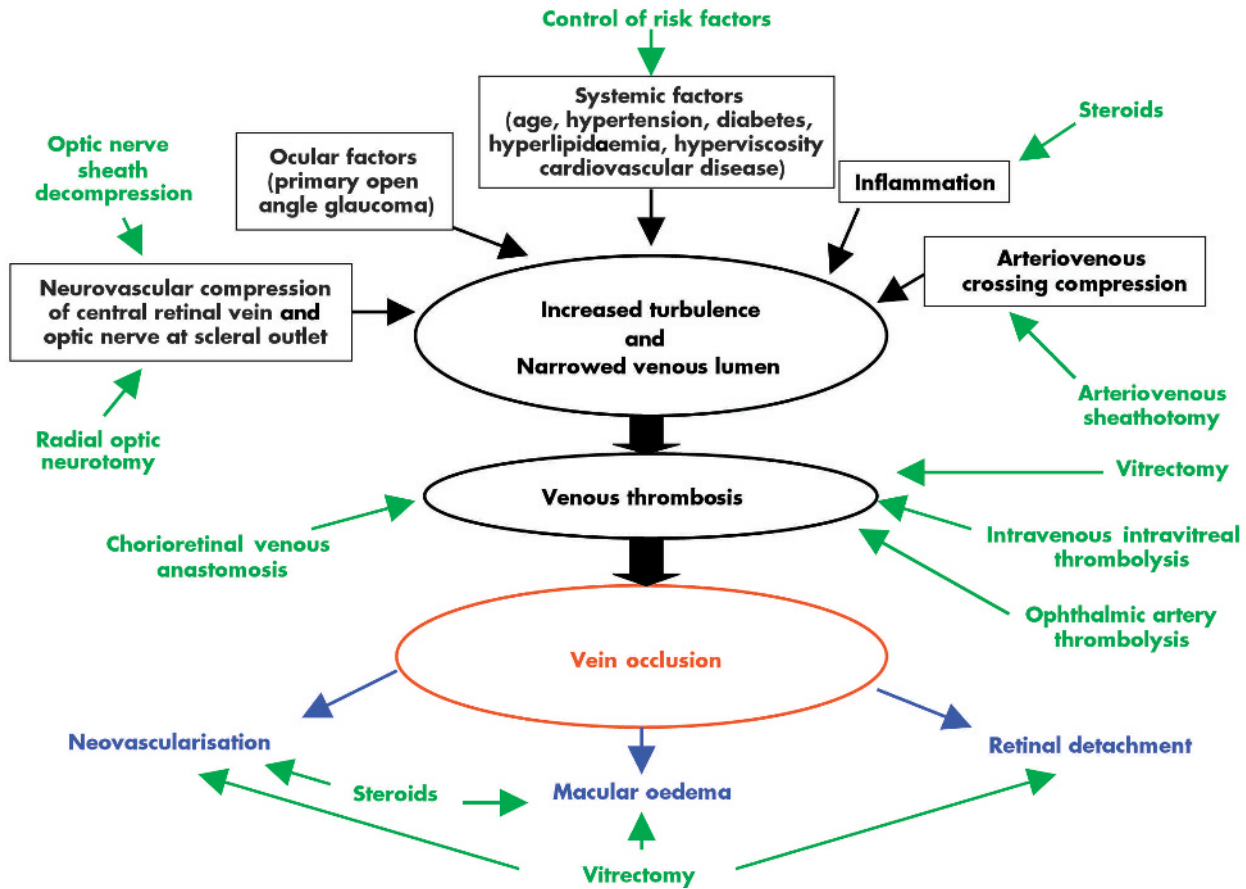 Control of risk factors
Systemic factors
(age, hypertension, diabetes,
hyperlipidaemia, hyperviscosity
cardiovascular disease)
Steroids
Optic nerve
sheath
decompression
Ocular factors
(primary open
angle glaucoma)
Inflammation
Neurovascular compression
of central retinal vein and
optic nerve at scleral outlet
Increased turbulence
and
Narrowed venous lumen
Arteriovenous
crossing compression
Radial optic
neurotomy
Arteriovenous
sheathotomy
Venous thrombosis
Vitrectomy
Chorioretinal venous
anastomosis
Intravenous intravitreal
thrombolysis
Ophthalmic artery
thrombolysis
Vein occlusion
Neovascularisation
Retinal detachment
Steroids
Macular oedema
Vitrectomy